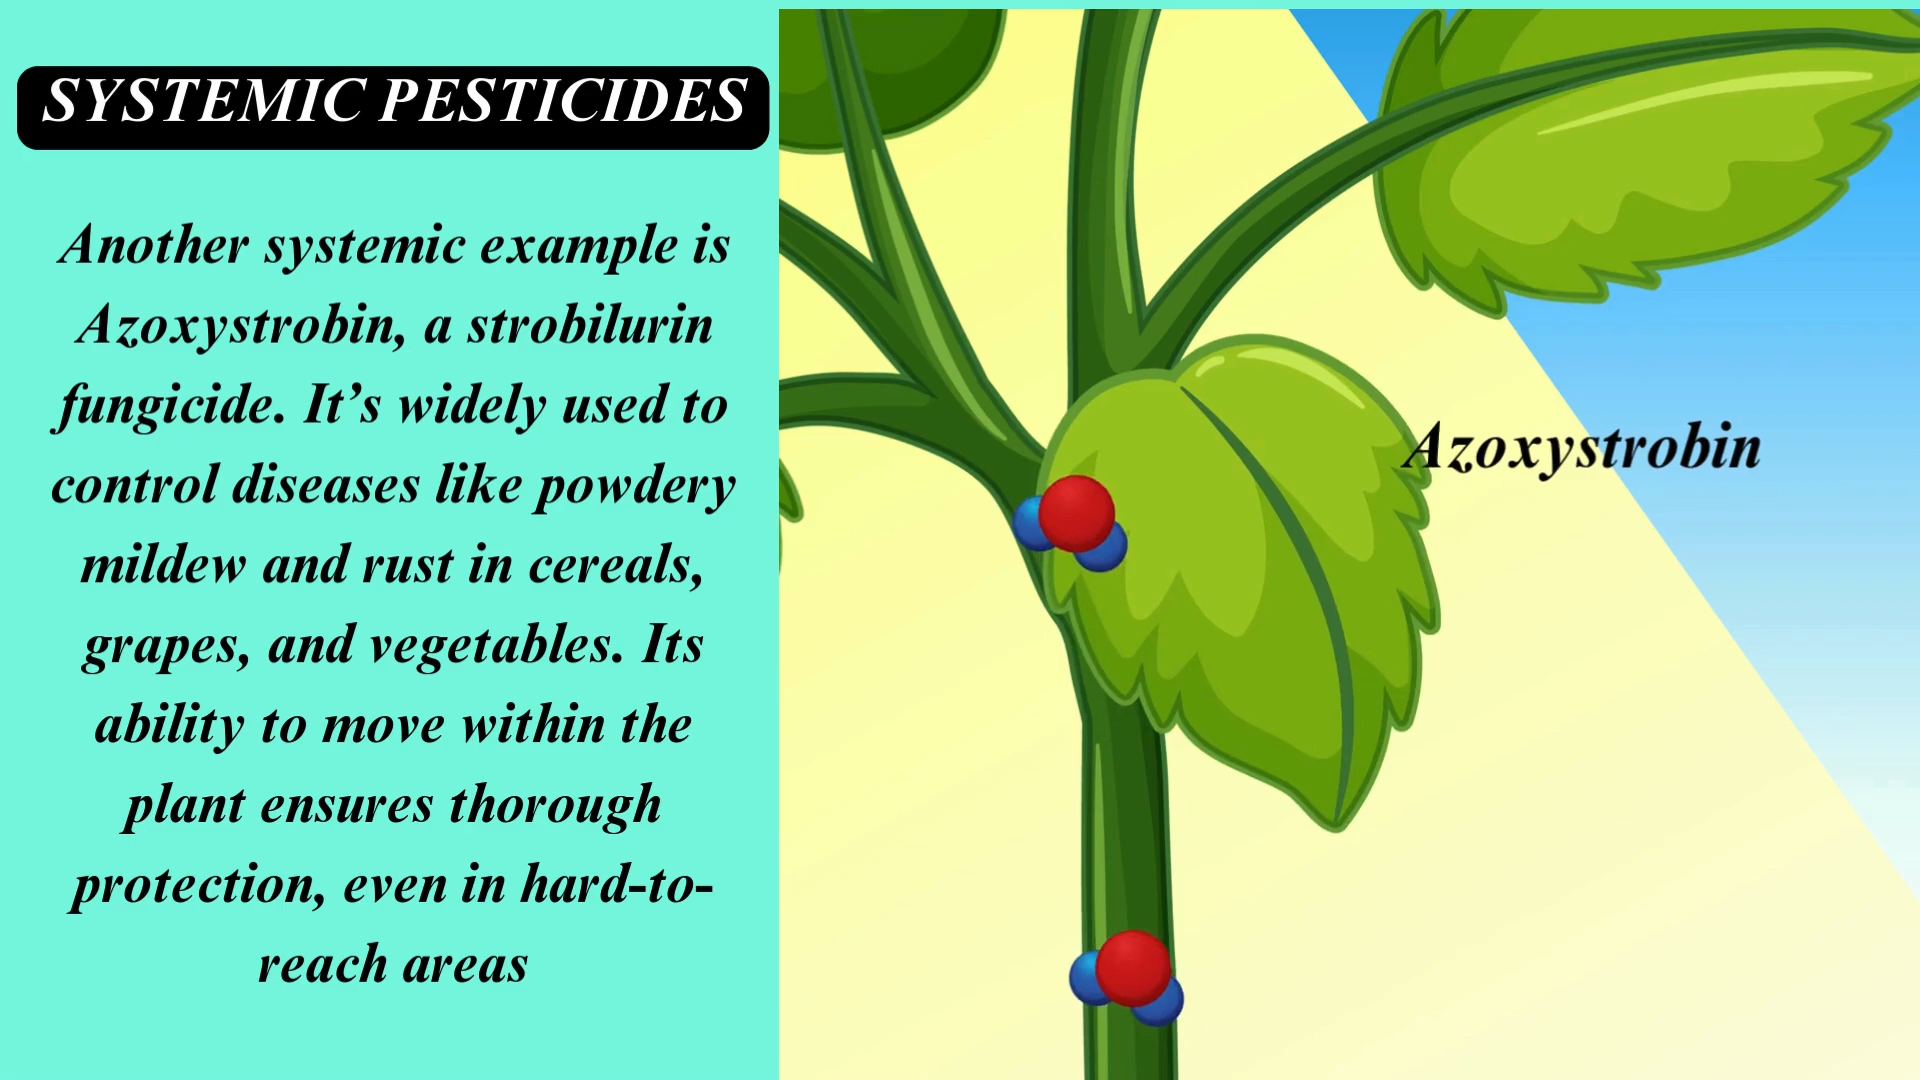 SYSTEMIC PESTICIDES
Another systemic example is
Azoxystrobin, a strobilurin
fungicide. It’s widely used to
control diseases like powdery
mildew and rust in cereals,
grapes, and vegetables. Its
ability to move within the
plant ensures thorough
protection, even in hard-to-
reach areas
Azoxystrobin